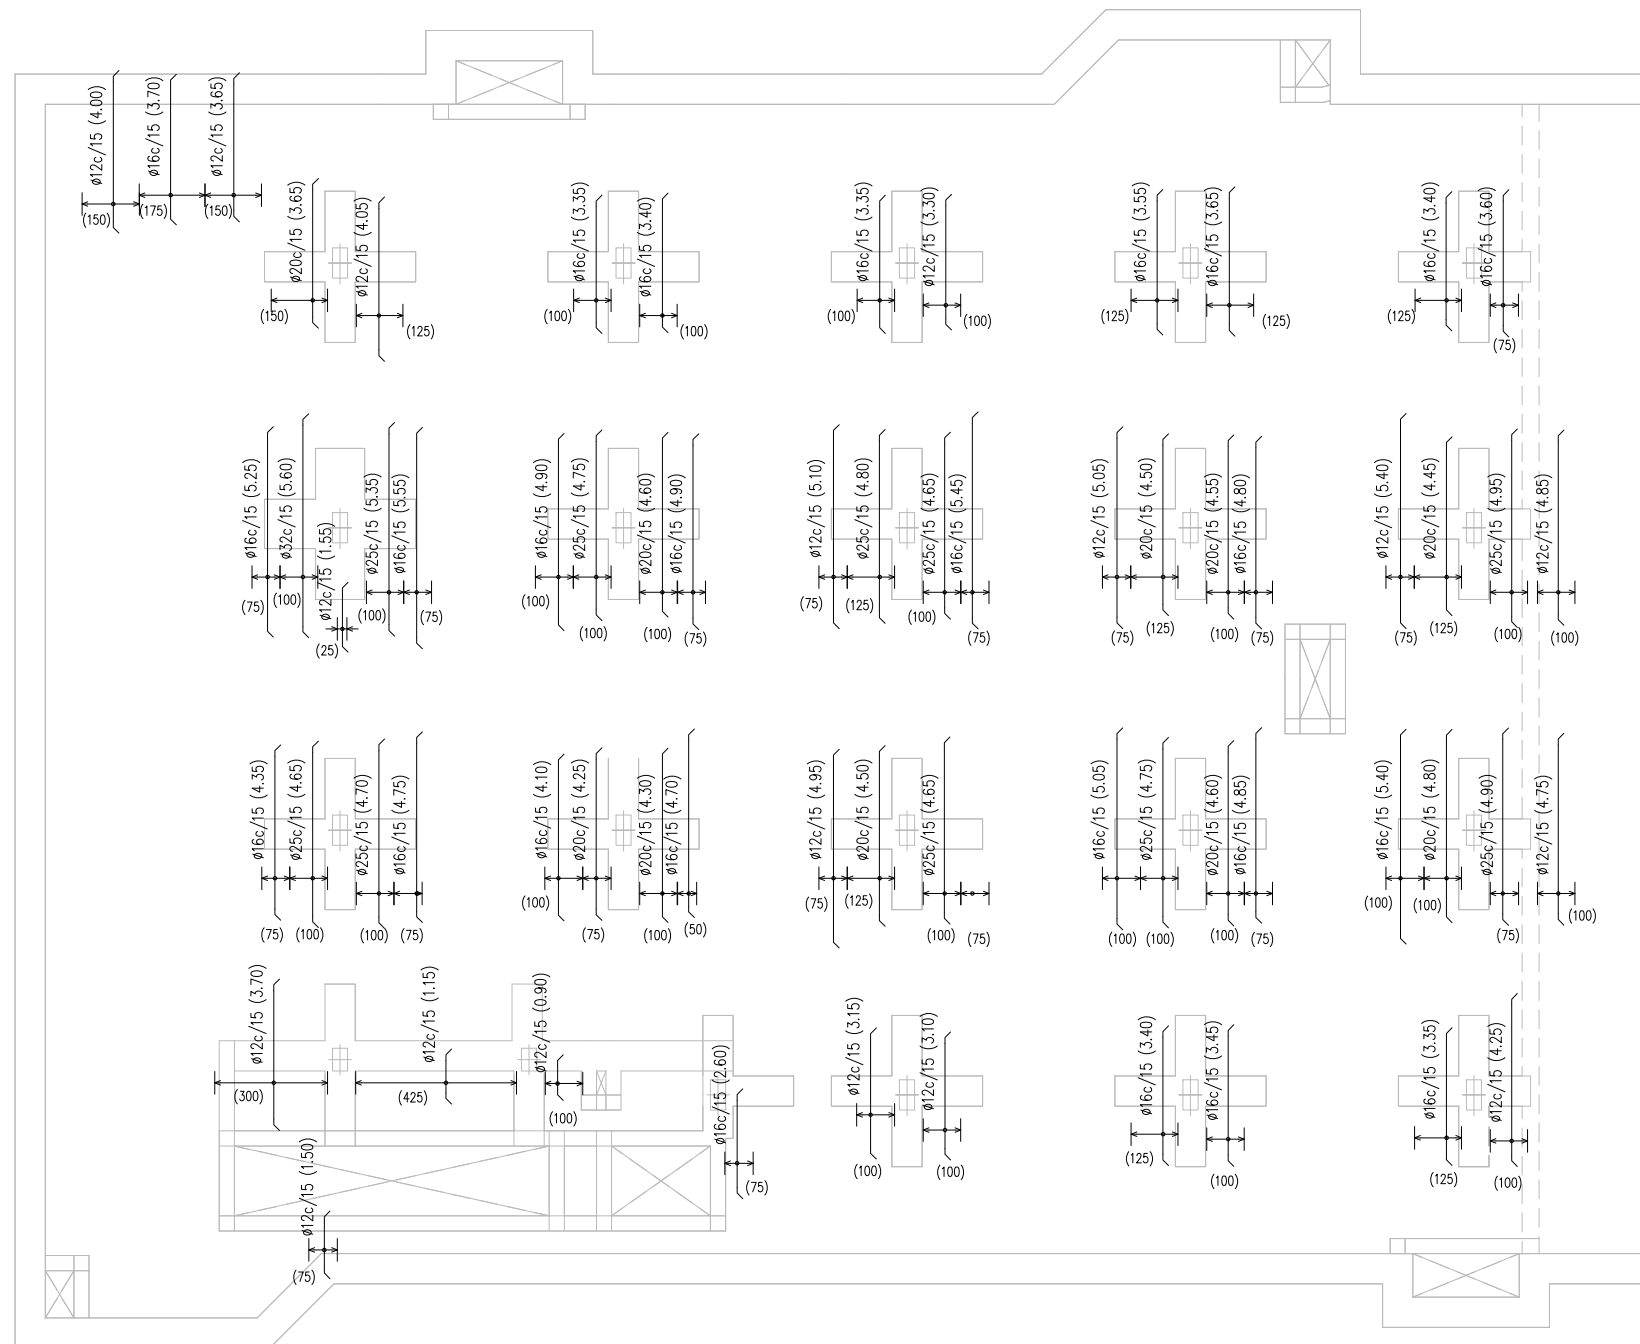 ø12c/15 (4.00)
ø16c/15 (3.70)
ø12c/15 (3.65)
(150)
(175)
(150)
ø20c/15 (3.65)
ø12c/15 (4.05)
(150)
(125)
ø16c/15 (3.35)
ø16c/15 (3.40)
(100)
(100)
ø16c/15 (3.35)
ø12c/15 (3.30)
(100)
(100)
ø16c/15 (3.55)
ø16c/15 (3.65)
(125)
(125)
ø16c/15 (3.40)
ø16c/15 (3.60)
(125)
(75)
ø16c/15 (5.25)
ø32c/15 (5.60)
ø12c/15 (1.55)
ø25c/15 (5.35)
ø16c/15 (5.55)
(75)
(100)
(25)
(100)
(75)
ø16c/15 (4.90)
ø25c/15 (4.75)
ø20c/15 (4.60)
ø16c/15 (4.90)
(100)
(100)
(100)
(75)
ø12c/15 (5.10)
ø25c/15 (4.80)
ø25c/15 (4.65)
ø16c/15 (5.45)
(75)
(125)
(100)
(75)
ø12c/15 (5.05)
ø20c/15 (4.50)
ø20c/15 (4.55)
ø16c/15 (4.80)
(75)
(125)
(100)
(75)
ø12c/15 (5.40)
ø20c/15 (4.45)
ø25c/15 (4.95)
ø12c/15 (4.85)
(75)
(125)
(100)
(100)
ø16c/15 (4.35)
ø25c/15 (4.65)
ø25c/15 (4.70)
ø16c/15 (4.75)
(75)
(100)
(100)
(75)
ø16c/15 (4.10)
ø20c/15 (4.25)
ø20c/15 (4.30)
ø16c/15 (4.70)
(100)
(75)
(100)
(50)
ø12c/15 (4.95)
ø20c/15 (4.50)
ø25c/15 (4.65)
(75)
(125)
(100)
(75)
ø12c/15 (5.05)
ø25c/15 (4.75)
ø20c/15 (4.60)
ø16c/15 (4.85)
(100)
(100)
(100)
(75)
ø16c/15 (5.40)
ø20c/15 (4.80)
ø25c/15 (4.90)
ø12c/15 (4.75)
(100)
(100)
(75)
(100)
ø12c/15 (3.70)
ø12c/15 (1.15)
ø12c/15 (0.90)
(300)
(425)
(100)
ø16c/15 (2.60)
(75)
ø12c/15 (1.50)
(75)
ø12c/15 (3.15)
ø12c/15 (3.10)
(100)
(100)
ø16c/15 (3.40)
ø16c/15 (3.45)
(125)
(100)
ø16c/15 (3.35)
ø12c/15 (4.25)
(125)
(100)